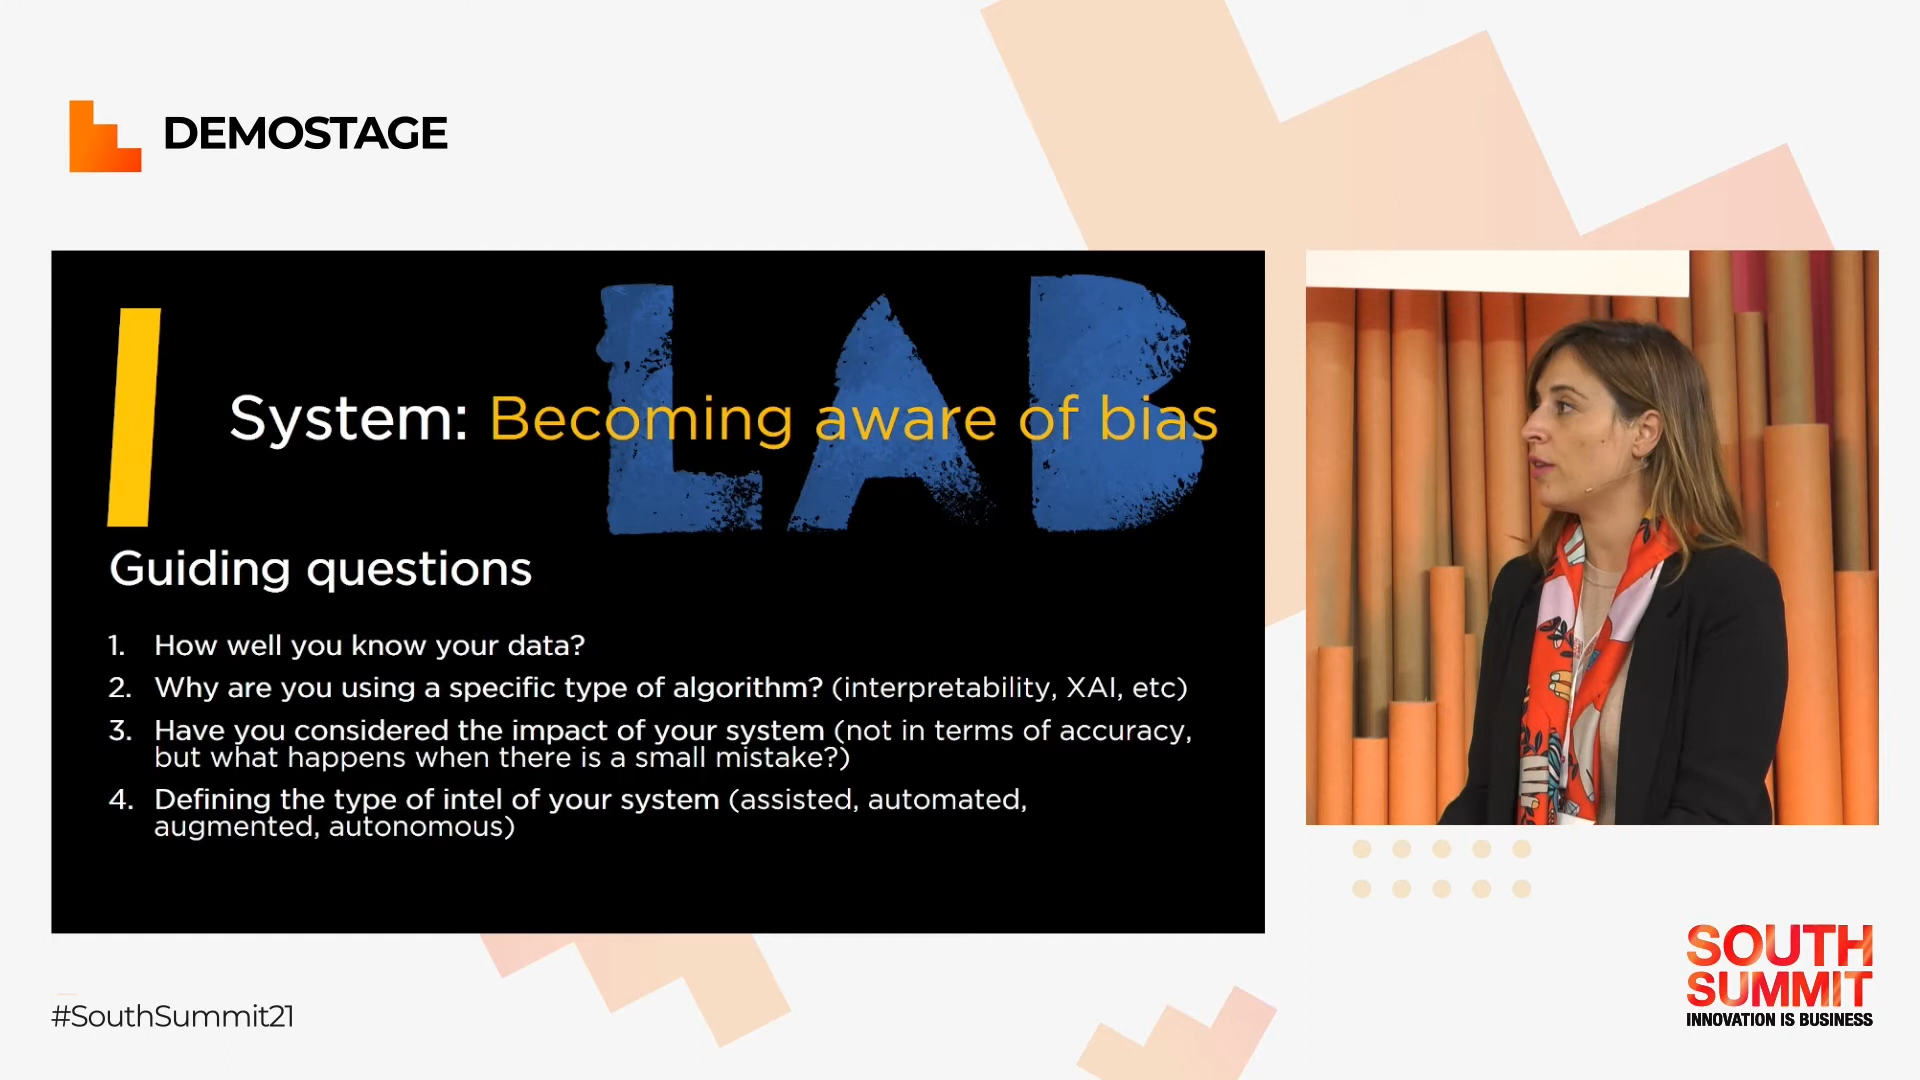 DEMOSTAGE
LAB
System: Becoming aware of bias
Guiding questions
1. How well you know your data?
2. Why are you using a specific type of algorithm? (interpretability, XAI, etc)
3. Have you considered the impact of your system (not in terms of accuracy,
but what happens when there is a small mistake?)
4. Defining the type of intel of your system (assisted, automated,
augmented, autonomous)
#SouthSummit21
SOUTH
SUMMIT
INNOVATION IS BUSINESS